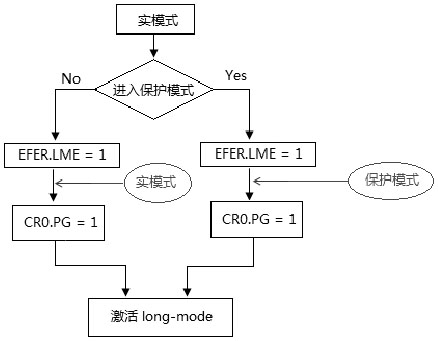 实模式
进入保护模式
No
Yes
EFER.LME = 1
EFER.LME = 1
实模式
保护模式
CR0.PG = 1
CR0.PG = 1
激活 long-mode